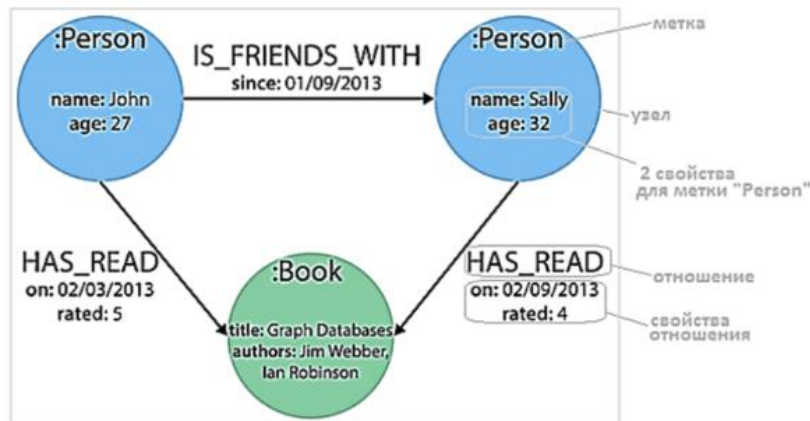 :Person
name: John
age: 27
IS_FRIENDS_WITH
since: 01/09/2013
:Person
name: Sally
age: 32
метка
узел
2 свойства
для метки "Person"
HAS_READ
on: 02/03/2013
rated: 5
:Book
title: Graph Databases
authors: Jim Webber,
Ian Robinson
HAS_READ
on: 02/09/2013
rated: 4
отношение
свойства
отношения